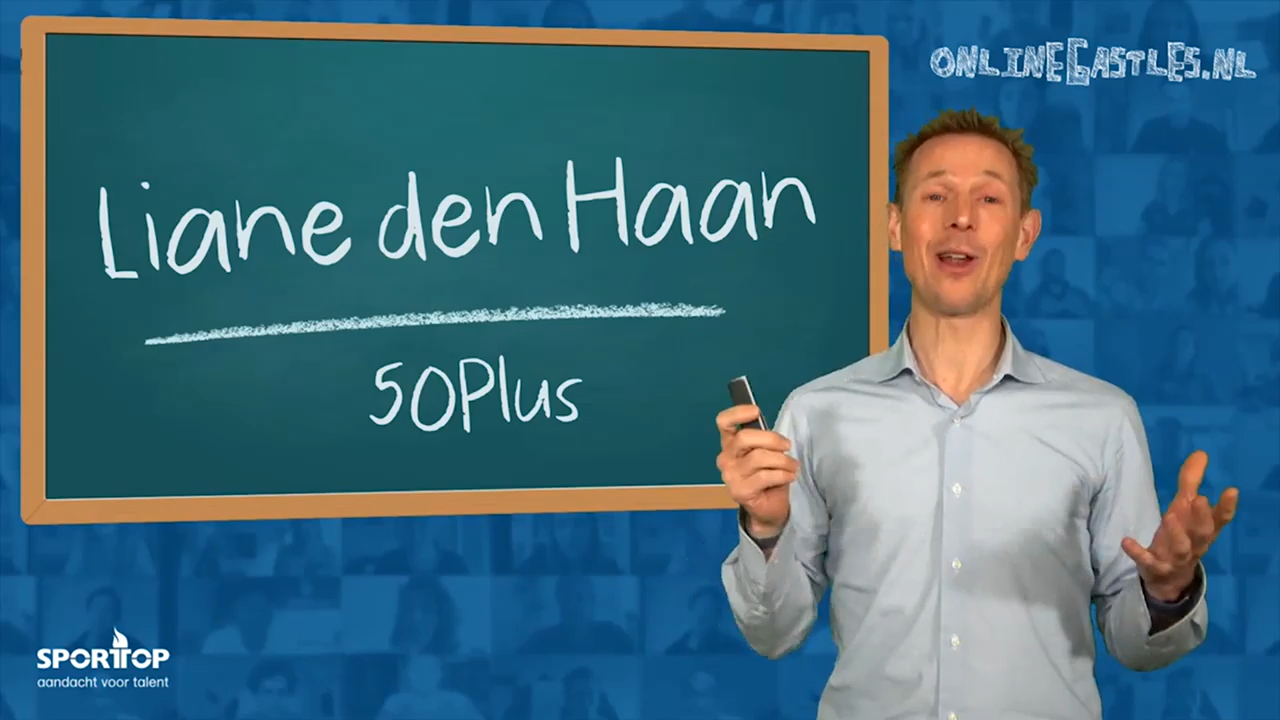 ONLINEGASTLES.NL
Liane den Haan
50Plus
SPORTTOP
aandacht voor talent